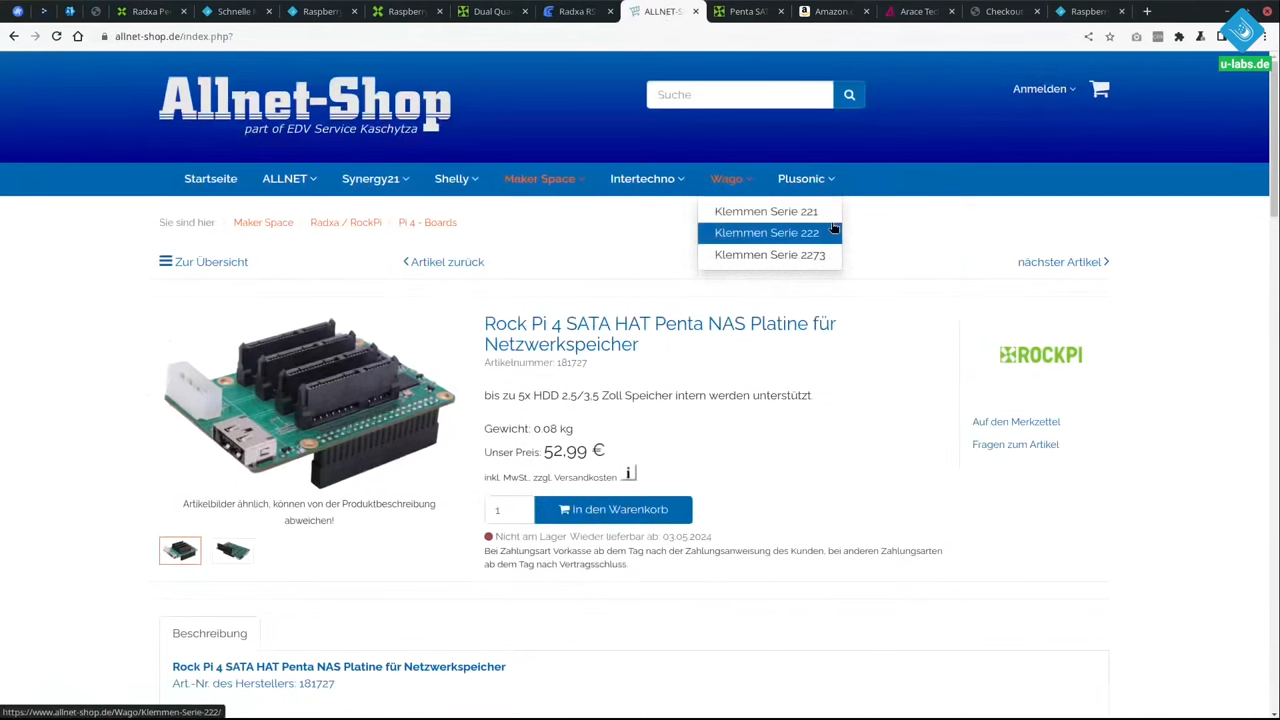 Radxa Pe
Schnelle
Raspberr
Raspberr
Dual Qua
Radxa RS
ALLNET-S
Penta SAT
Amazon.c
Arace Tec
Checkout
Raspberr
allnet-shop.de/index.php?
u-labs.de
Allnet-Shop
part of EDV Service Kaschytza
Suche
Anmelden
Startseite ALLNET Synergy21 Shelly Maker Space Intertechno Wago Plusonic
Klemmen Serie 221
Klemmen Serie 222
Klemmen Serie 2273
Sie sind hier Maker Space Radxa / RockPi Pi 4 - Boards
Zur Übersicht Artikel zurück nächster Artikel
Rock Pi 4 SATA HAT Penta NAS Platine für
Netzwerkspeicher
Artikelnummer: 181727
ROCKPI
bis zu 5x HDD 2,5/3,5 Zoll Speicher intern werden unterstützt.
Auf den Merkzettel
Gewicht: 0.08 kg
Fragen zum Artikel
Unser Preis: 52,99 €
inkl. MwSt., zzgl. Versandkosten i
Artikelbilder ähnlich, können von der Produktbeschreibung
abweichen!
1 In den Warenkorb
Nicht am Lager Wieder lieferbar ab: 03.05.2024
Bei Zahlungsart Vorkasse ab dem Tag nach der Zahlungsanweisung des Kunden, bei anderen Zahlungsarten
ab dem Tag nach Vertragsschluss.
Beschreibung
Rock Pi 4 SATA HAT Penta NAS Platine für Netzwerkspeicher
Art.-Nr. des Herstellers: 181727
https://www.allnet-shop.de/Wago/Klemmen-Serie-222/